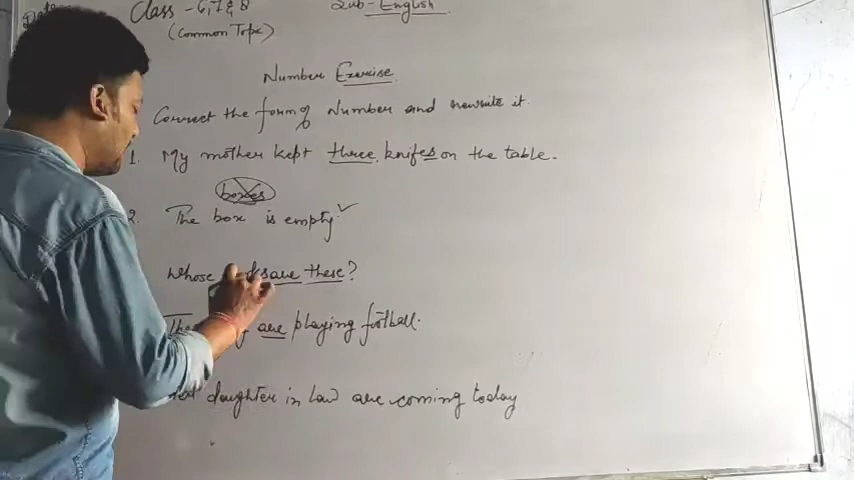 Class - 6, 7 & 8 Sub- English
(Common Topic)
Number Exercise
Correct the form of Number and rewrite it.
1. My mother kept three knifes on the table.
boxes
2. The box is empty.
Whose are these?
are playing football.
daughter in law are coming today